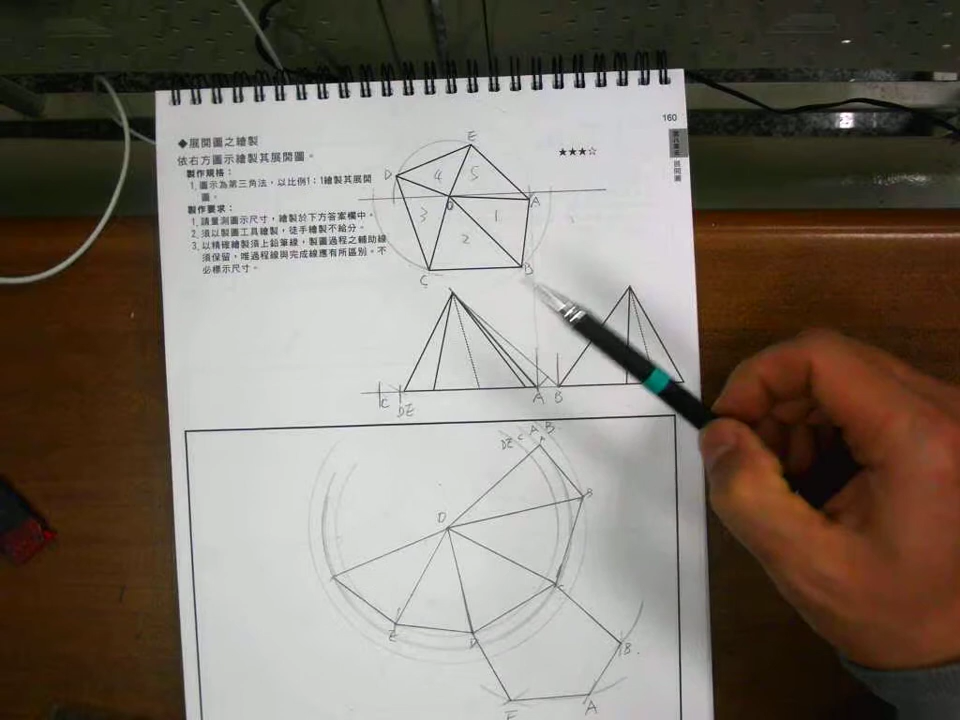 160
◆展開圖之繪製
依右方圖示繪製其展開圖。
★★★☆
製作規格：
1. 圖示為第三角法，以比例1：1繪製其展開
圖。
製作要求：
1. 請量測圖示尺寸，繪製於下方答案欄中。
2. 須以製圖工具繪製，徒手繪製不給分。
3. 以精確繪製須上鉛筆線，製圖過程之輔助線
須保留，唯過程線與完成線應有所區別。不
必標示尺寸。
展開圖
E
D
4
5
A
3
1
2
C
B
C
DE
A
B
DE
C
A
B
A
B
C
E
D
B
A
E